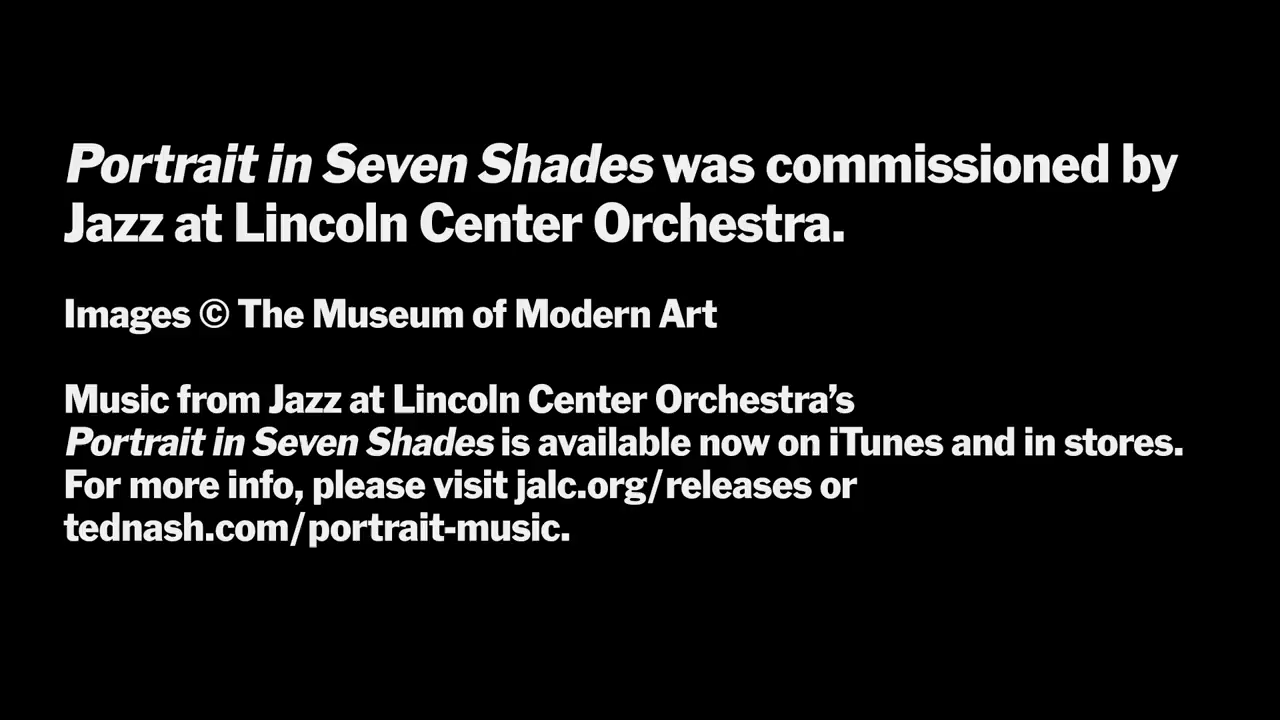 Portrait in Seven Shades was commissioned by
Jazz at Lincoln Center Orchestra.
Images © The Museum of Modern Art
Music from Jazz at Lincoln Center Orchestra’s
Portrait in Seven Shades is available now on iTunes and in stores.
For more info, please visit jalc.org/releases or
tednash.com/portrait-music.